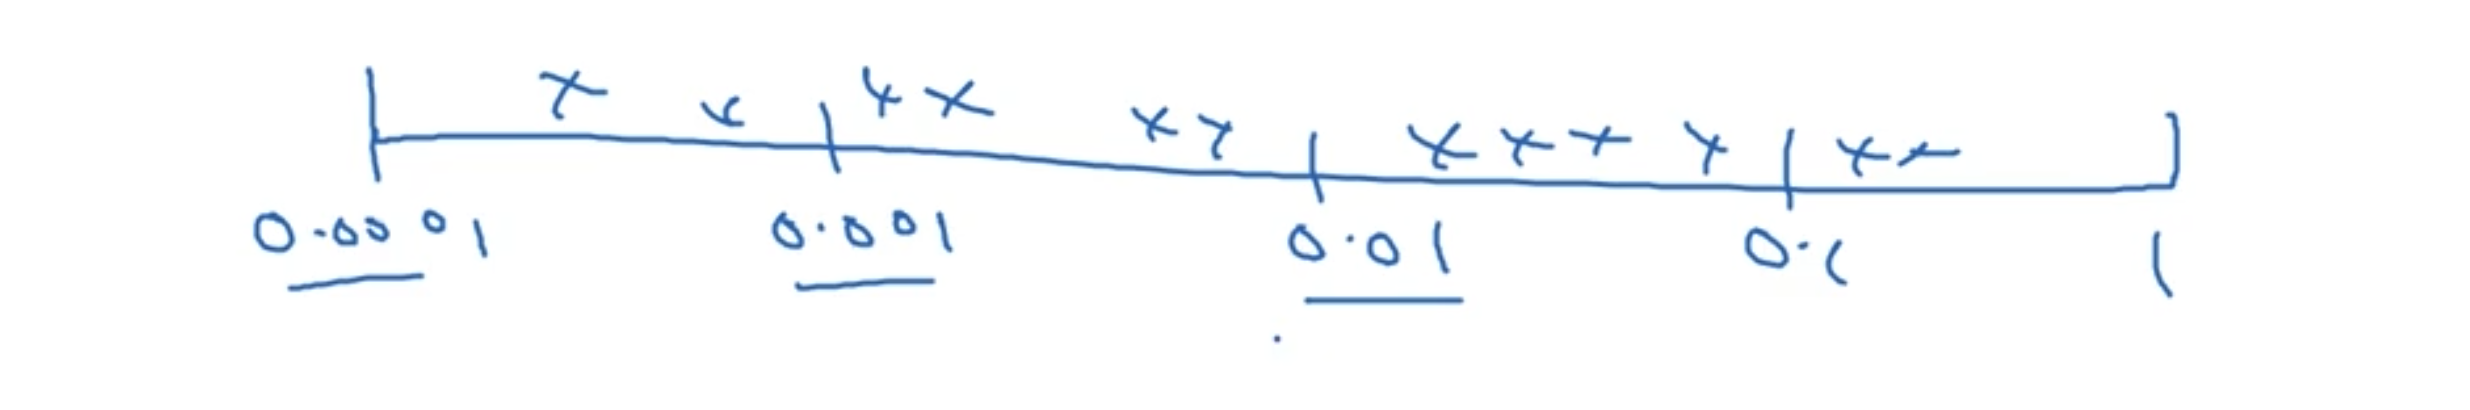 x x x x x x x x x x x x
0.0001 0.001 0.01 0.1 1